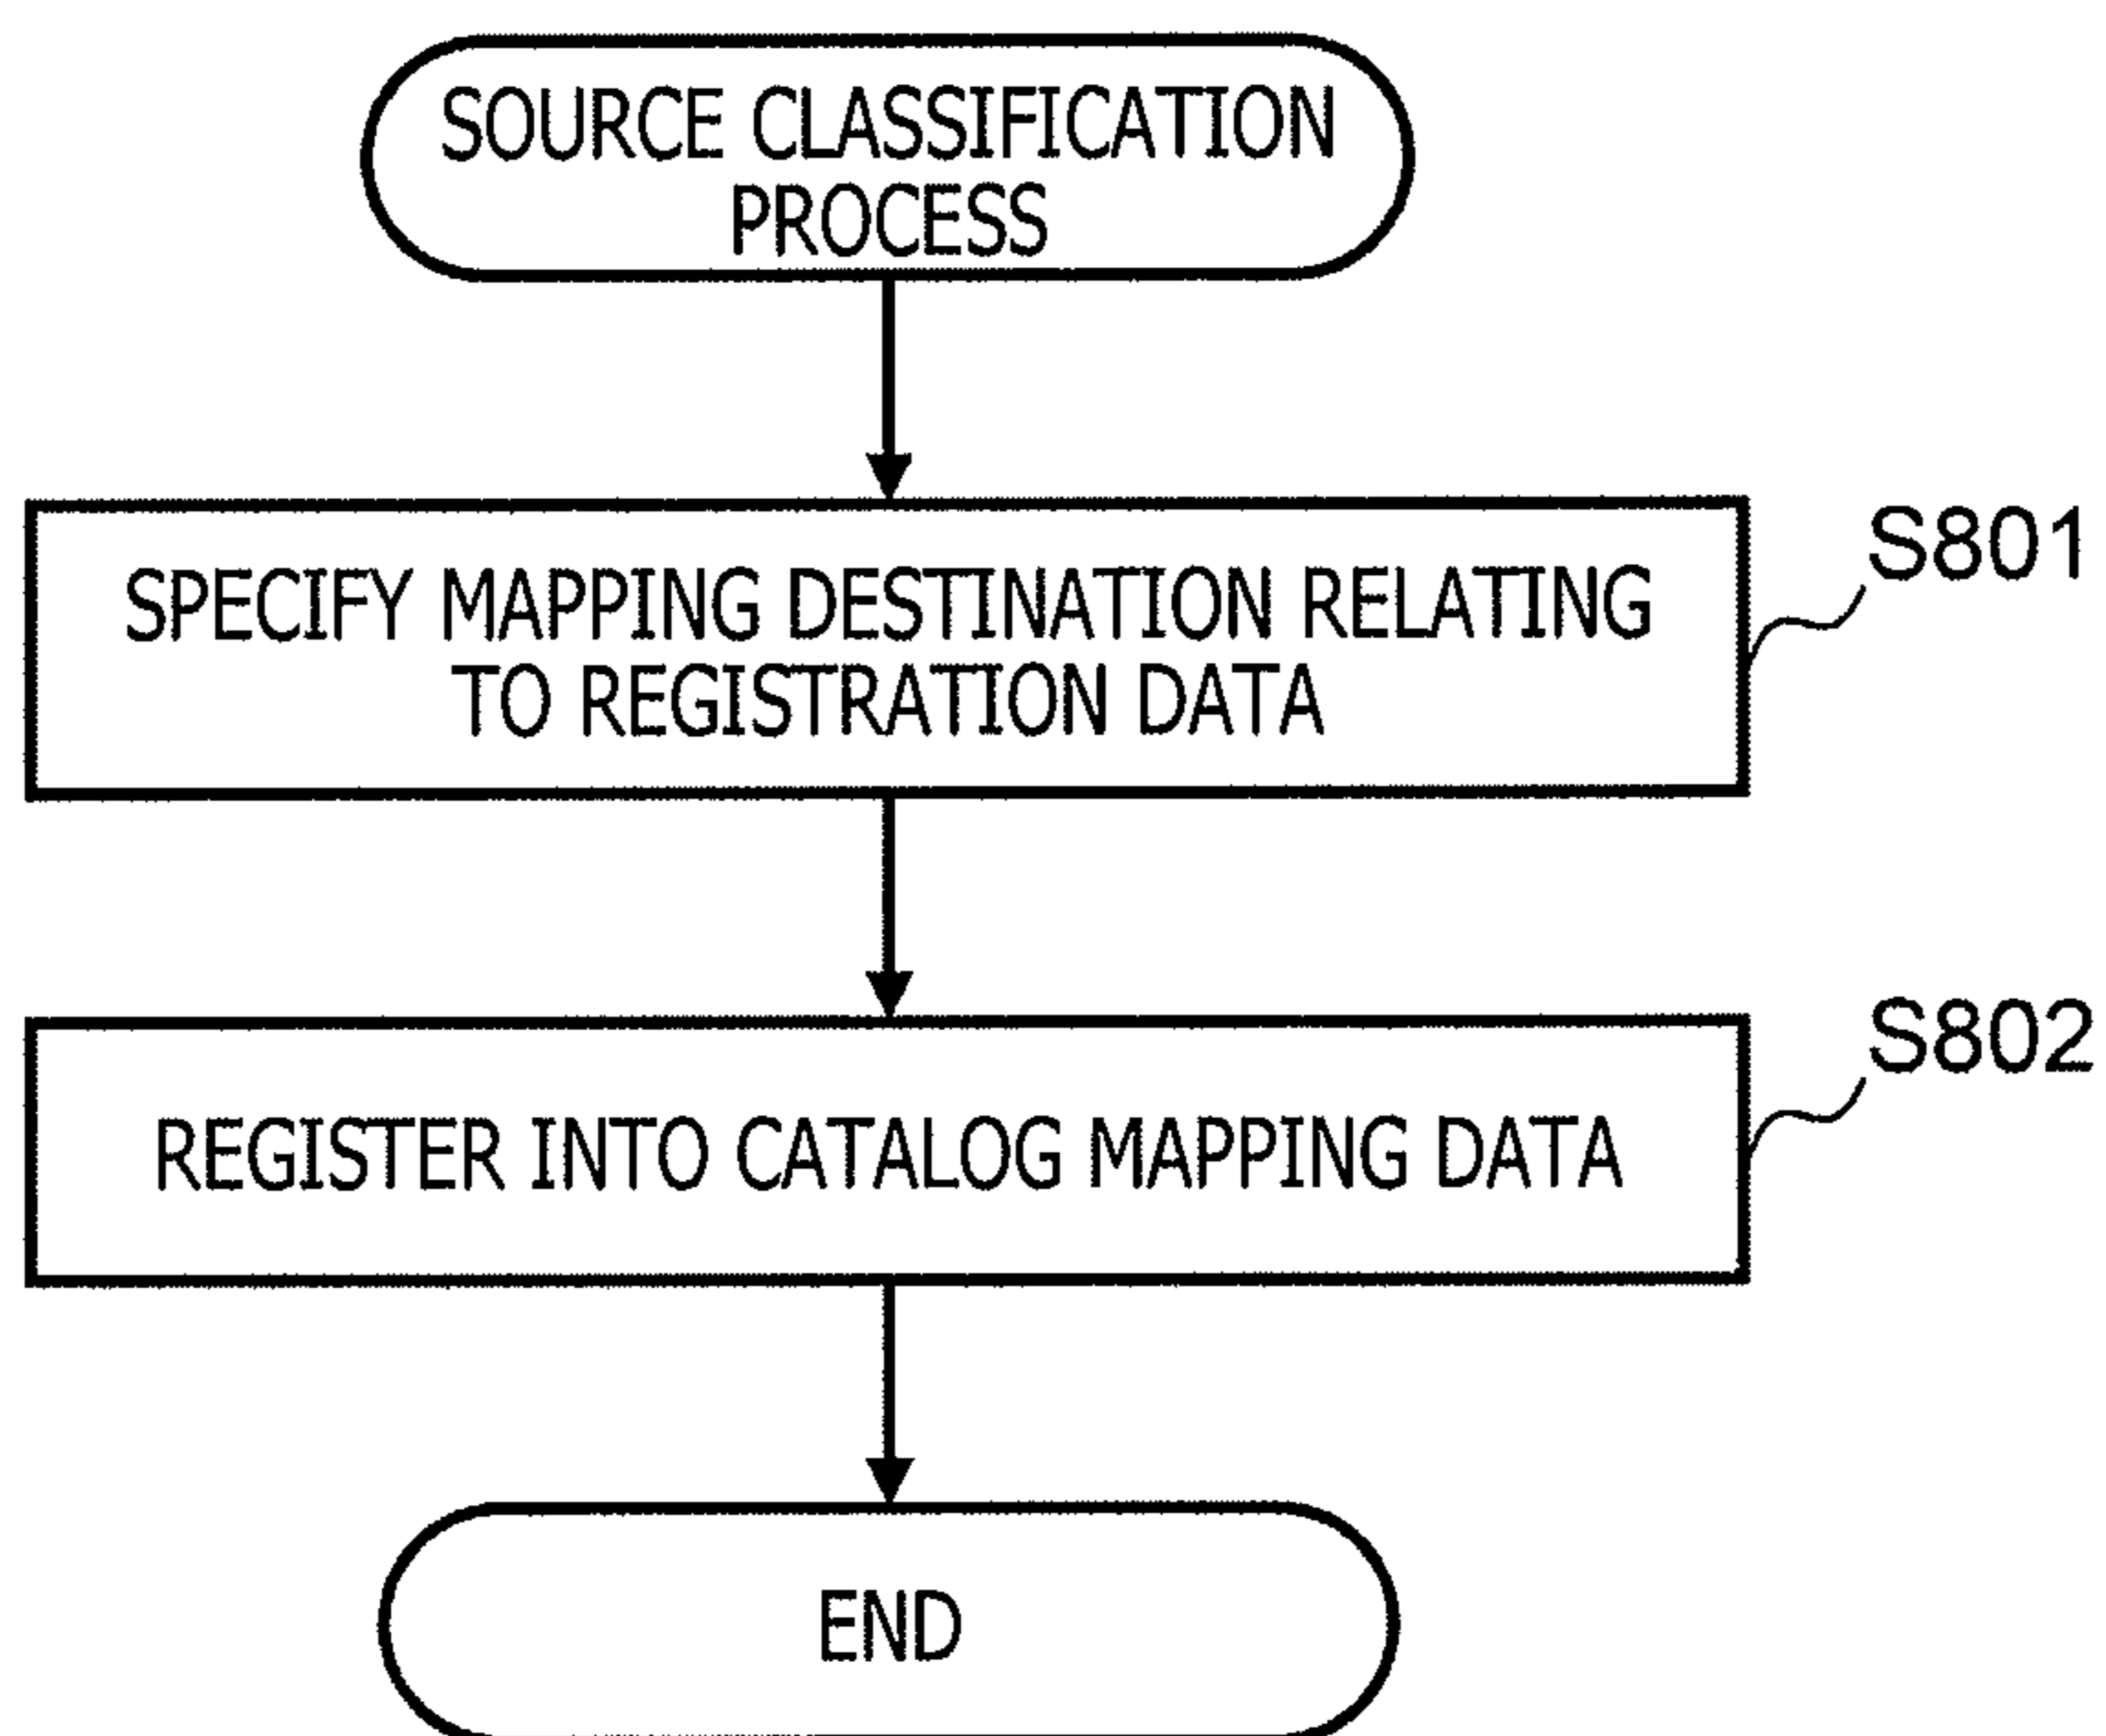 SOURCE CLASSIFICATION
PROCESS
S801
SPECIFY MAPPING DESTINATION RELATING
TO REGISTRATION DATA
S802
REGISTER INTO CATALOG MAPPING DATA
END